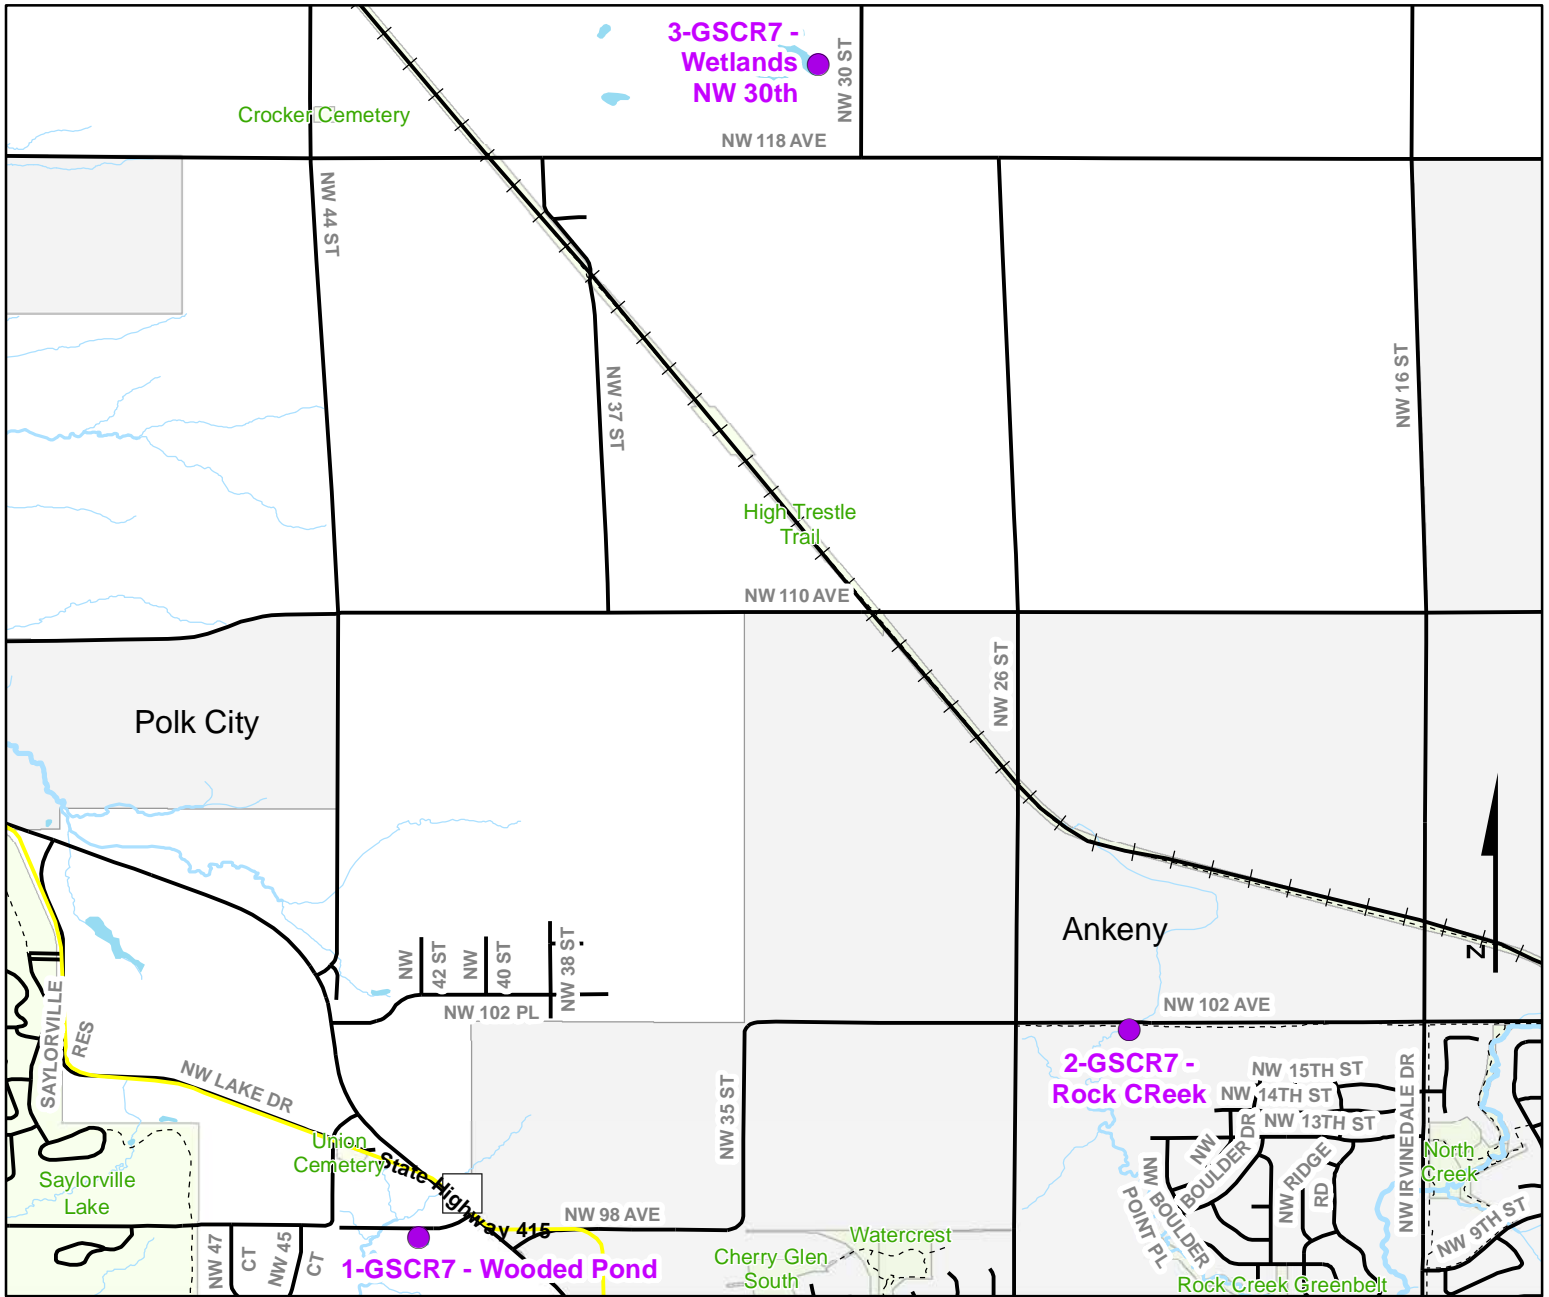 3-GSCR7 -
Wetlands
NW 30th
NW 30 ST
Crocker Cemetery
NW 118 AVE
NW 44 ST
NW 37 ST
NW 16 ST
High Trestle
Trail
NW 110 AVE
NW 26 ST
Polk City
Ankeny
N
NW
42 ST
NW
40 ST
NW 38 ST
NW 102 PL
NW 102 AVE
SAYLORVILLE
RES
NW LAKE DR
2-GSCR7 -
Rock CReek
NW 15TH ST
NW 14TH ST
NW 13TH ST
NW 35 ST
NW IRVINEDALE DR
NW
BOULDER DR
NW RIDGE
RD
NW BOULDER
POINT PL
North
Creek
Union
Cemetery
State Highway 415
Saylorville
Lake
NW 98 AVE
NW 9TH ST
NW 47
CT
NW 45
CT
1-GSCR7 - Wooded Pond
Watercrest
Cherry Glen
South
Rock Creek Greenbelt